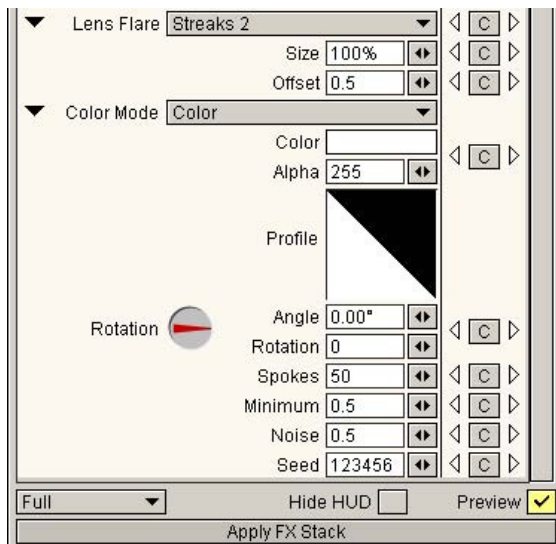 Lens Flare Streaks 2 C
Size 100% C
Offset 0.5 C
Color Mode Color
Color
C
Alpha 255
Profile
Angle 0.00°
Rotation C
Rotation 0
Spokes 50 C
Minimum 0.5 C
Noise 0.5 C
Seed 123456 C
Full Hide HUD Preview
Apply FX Stack